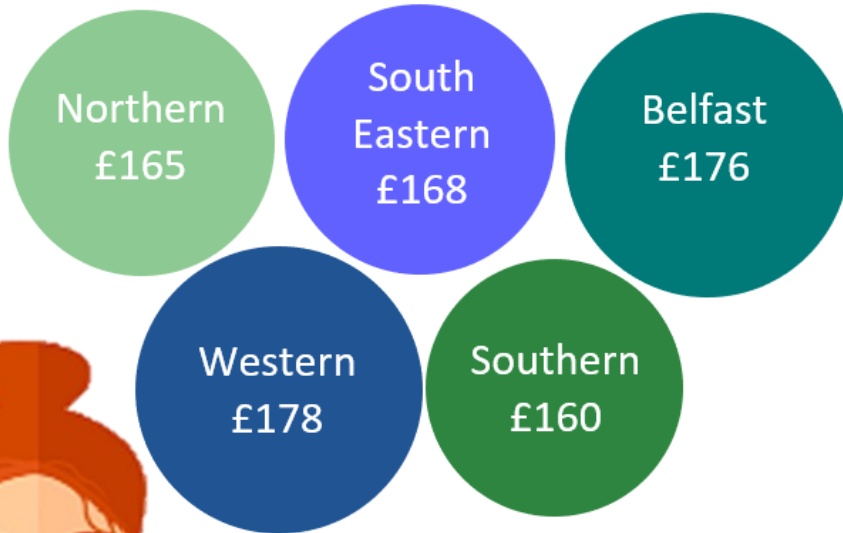 Northern
£165
South
Eastern
£168
Belfast
£176
Western
£178
Southern
£160